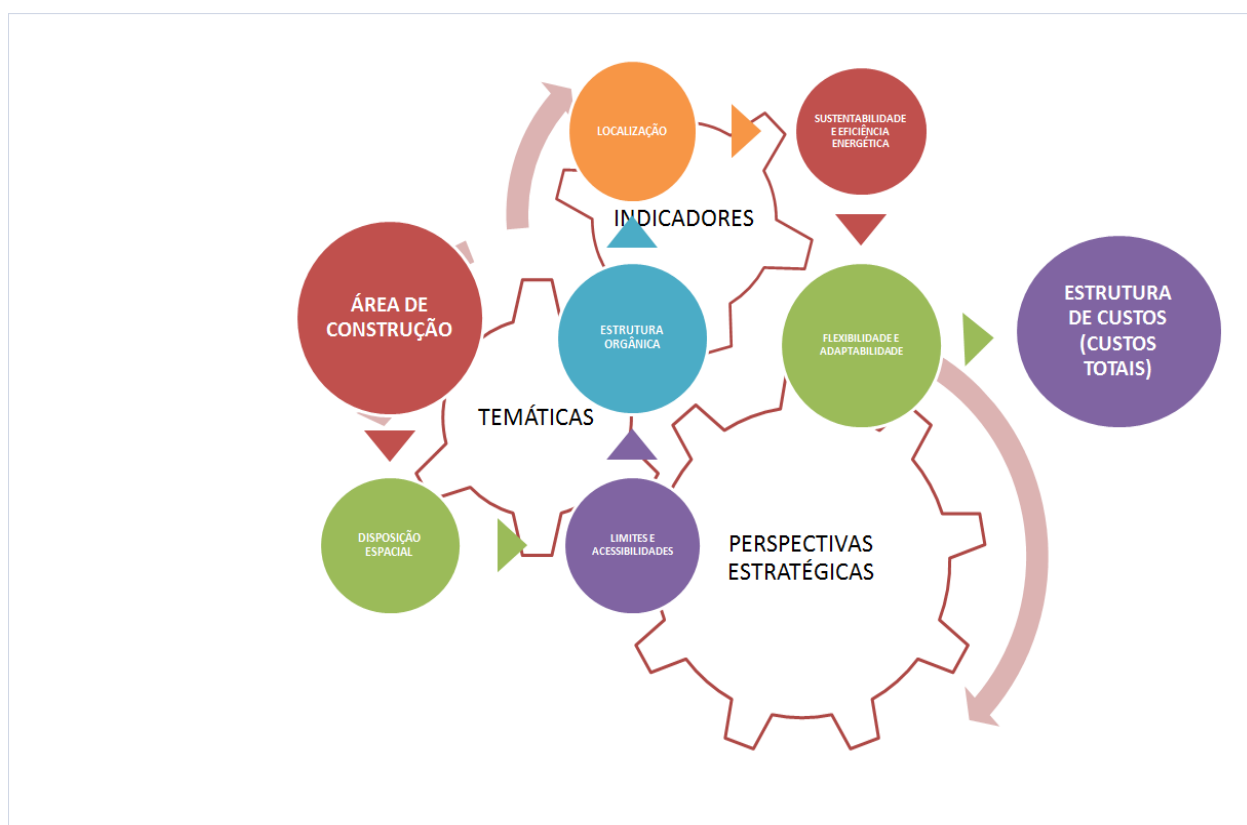 LOCALIZAÇÃO
SUSTENTABILIDADE
E EFICIÊNCIA
ENERGÉTICA
INDICADORES
ÁREA DE
CONSTRUÇÃO
ESTRUTURA
ORGÂNICA
FLEXIBILIDADE E
ADAPTABILIDADE
ESTRUTURA
DE CUSTOS
(CUSTOS
TOTAIS)
TEMÁTICAS
DISPOSIÇÃO
ESPACIAL
LIMITES E
ACESSIBILIDADES
PERSPECTIVAS
ESTRATÉGICAS